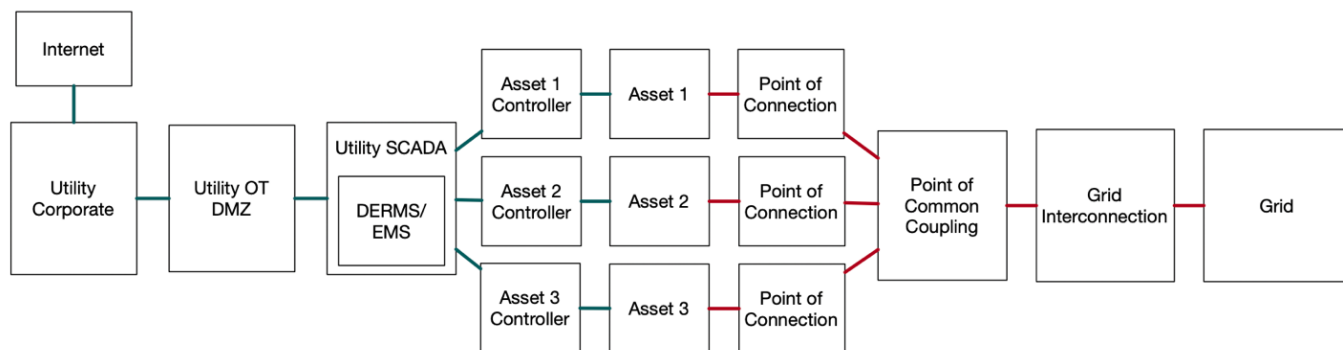 Internet
Utility
Corporate
Utility OT
DMZ
Utility SCADA
DERMS/
EMS
Asset 1
Controller
Asset 1
Point of
Connection
Asset 2
Controller
Asset 2
Point of
Connection
Asset 3
Controller
Asset 3
Point of
Connection
Point of
Common
Coupling
Grid
Interconnection
Grid